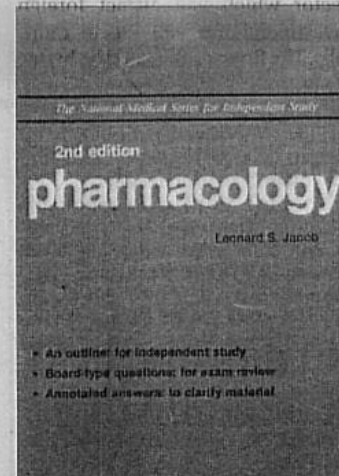 The National Medical Series for Independent Study
2nd edition
pharmacology
Leonard S. Jacob
• An outline: for independent study
• Board-type questions: for exam review
• Annotated answers: to clarify material